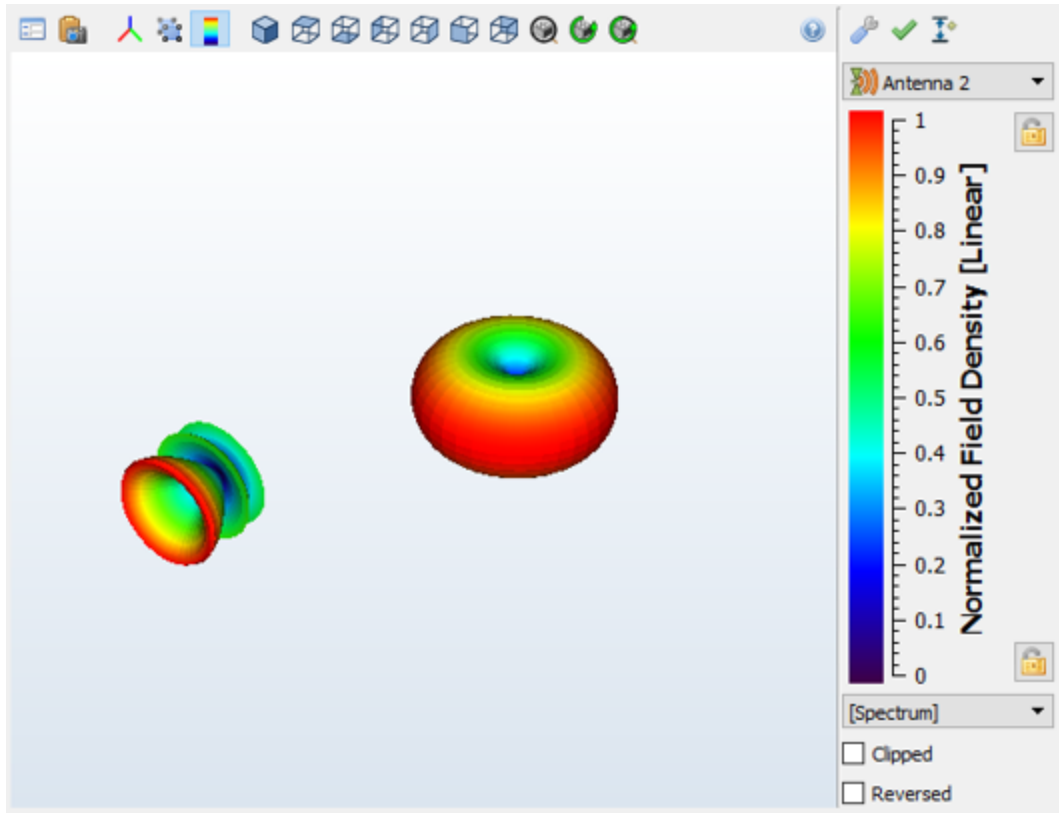 Antenna 2
1
0.9
0.8
0.7
0.6
0.5
0.4
0.3
0.2
0.1
0
Normalized Field Density [Linear]
[Spectrum]
Clipped
Reversed